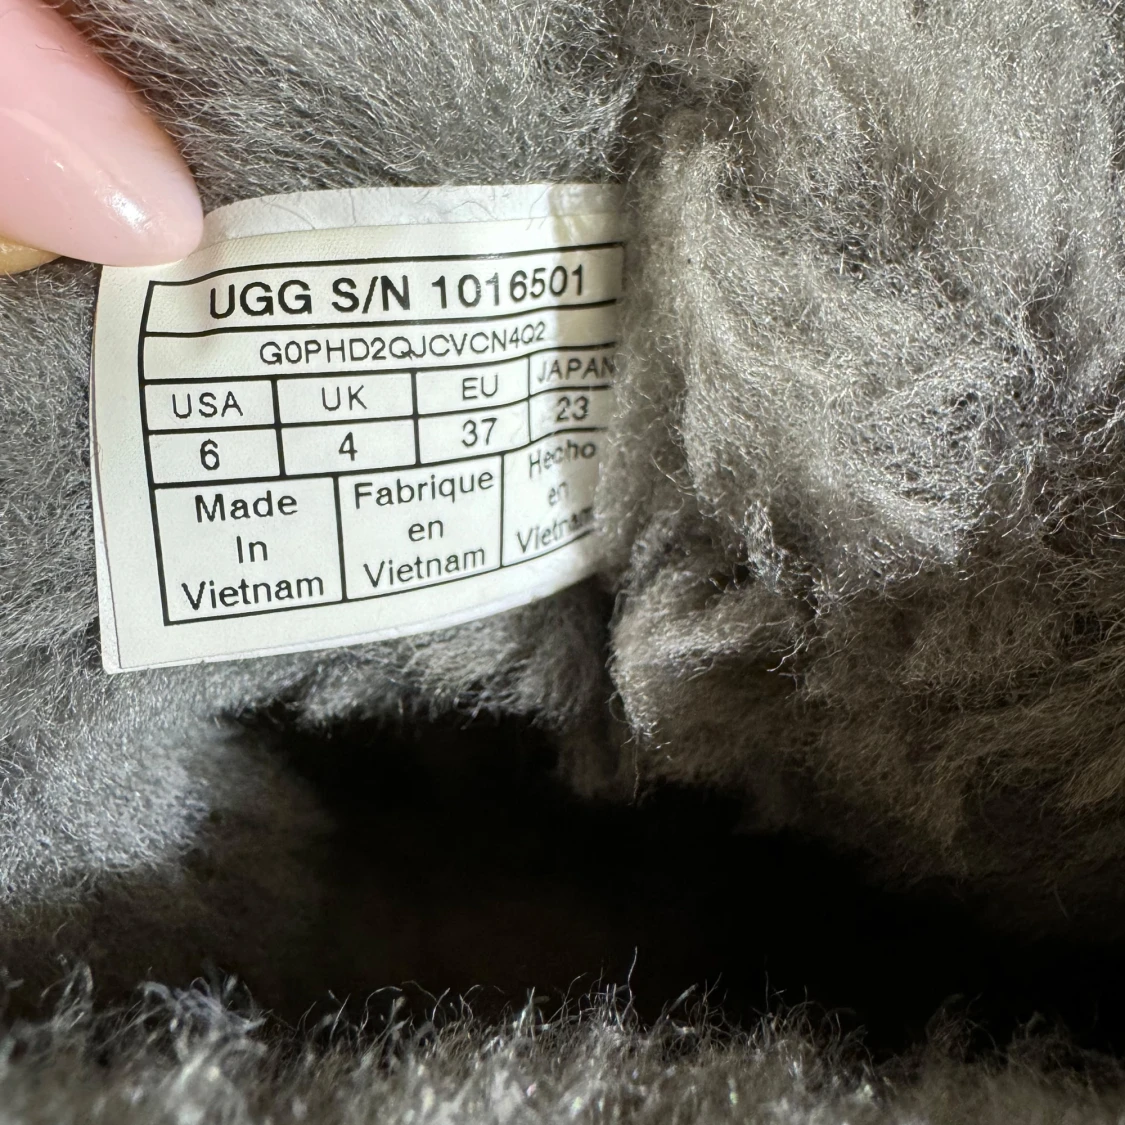 UGG S/N 1016501
G0PHD2QJCVCN4Q2
USA UK EU JAPAN
6 4 37 23
Made
In
Vietnam
Fabrique
en
Vietnam
Hecho
en
Vietnam